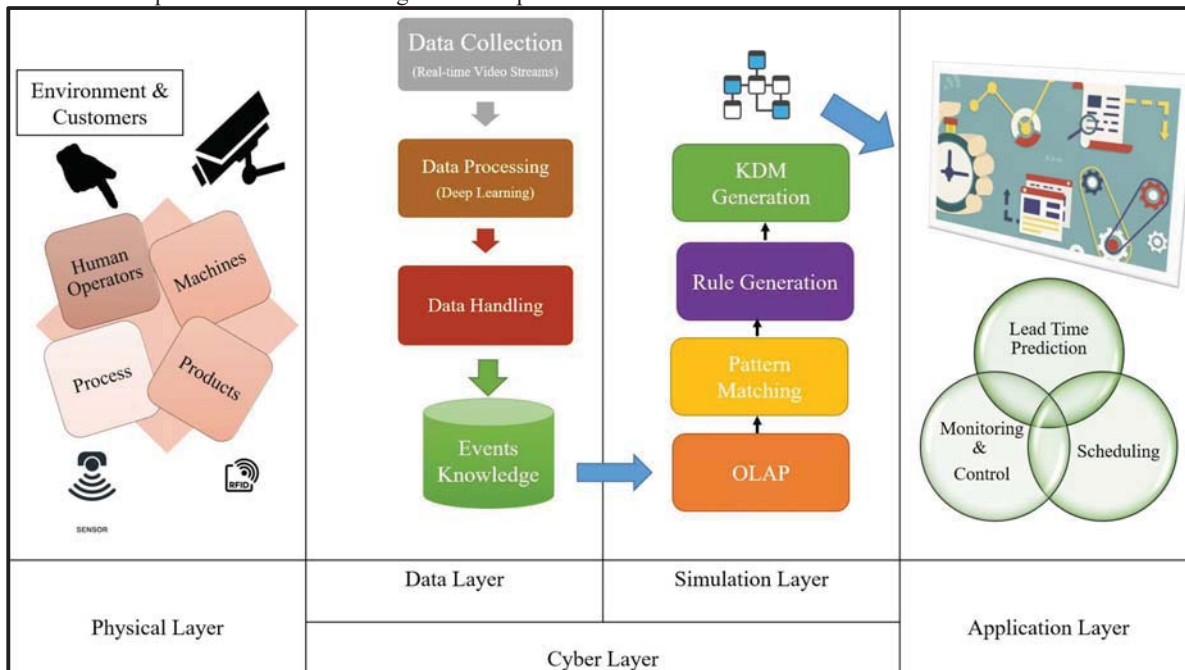 Environment &
Customers
Human
Operators
Machines
Process
Products
SENSOR
RFID
Data Collection
(Real-time Video Streams)
Data Processing
(Deep Learning)
Data Handling
Events
Knowledge
KDM
Generation
Rule Generation
Pattern
Matching
OLAP
Lead Time
Prediction
Monitoring
&
Control
Scheduling
Data Layer
Simulation Layer
Physical Layer
Cyber Layer
Application Layer